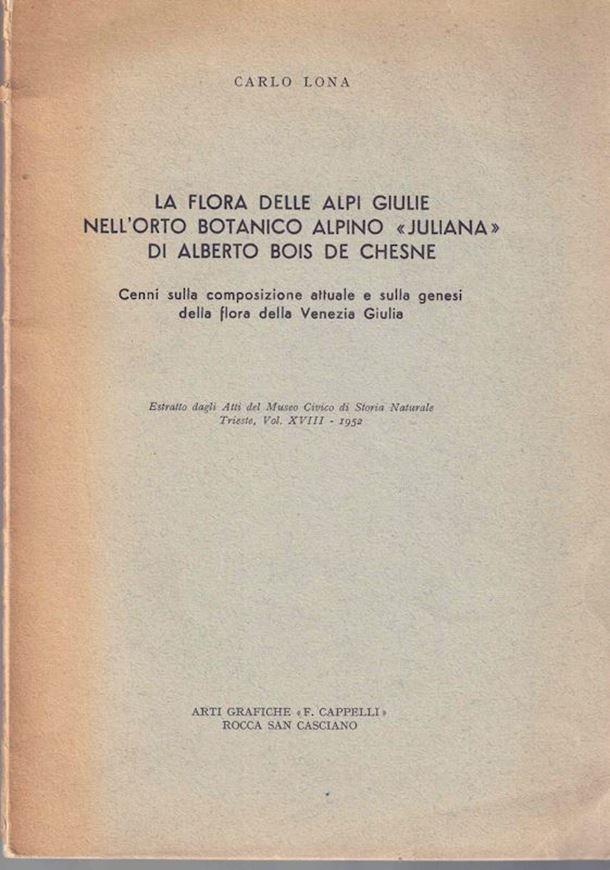 CARLO LONA
LA FLORA DELLE ALPI GIULIE
NELL'ORTO BOTANICO ALPINO «JULIANA»
DI ALBERTO BOIS DE CHESNE
Cenni sulla composizione attuale e sulla genesi
della flora della Venezia Giulia
Estratto dagli Atti del Museo Civico di Storia Naturale
Trieste, Vol. XVIII - 1952
ARTI GRAFICHE «F. CAPPELLI»
ROCCA SAN CASCIANO